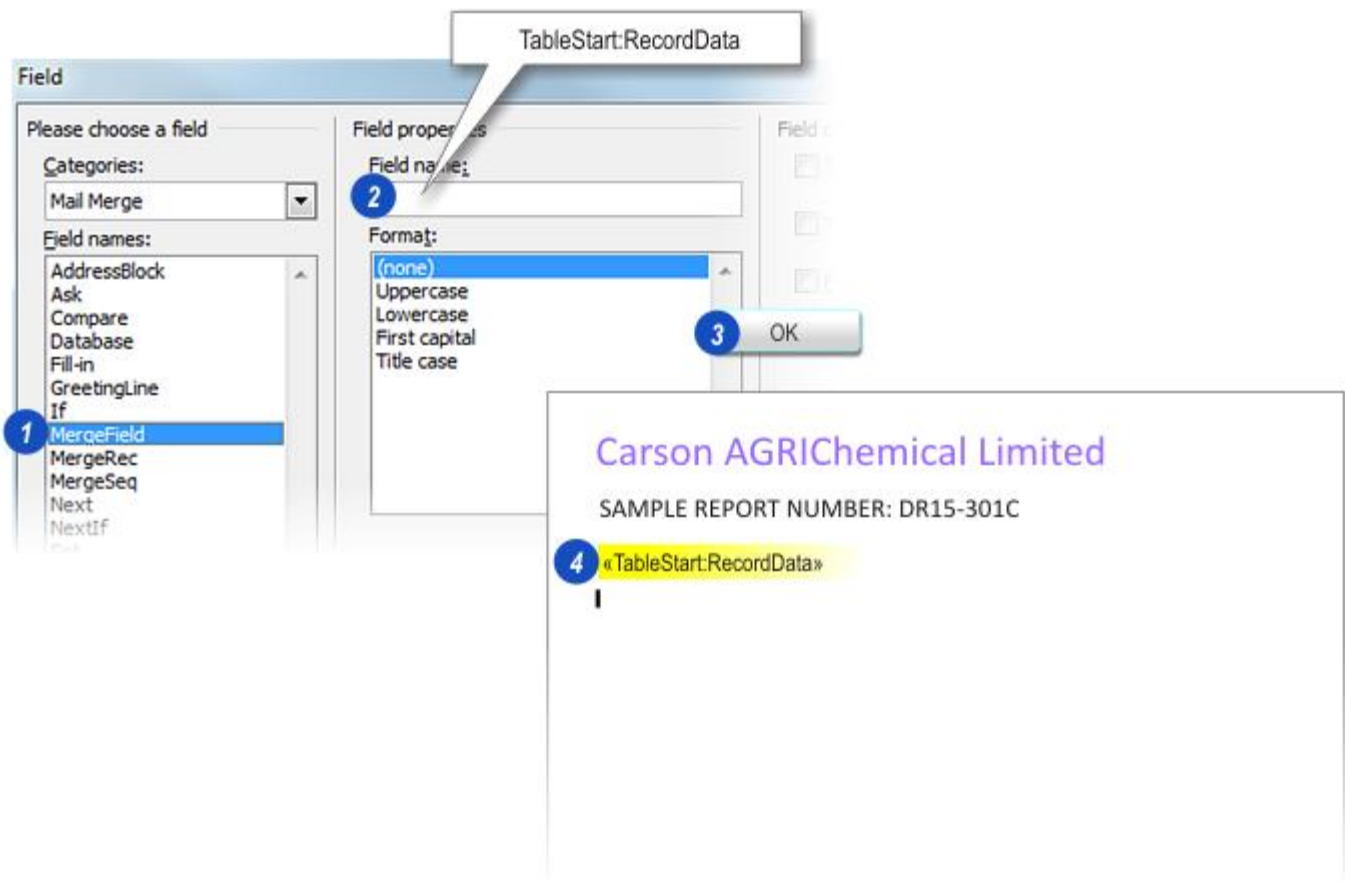 TableStart:RecordData
Field
Please choose a field
Categories:
Mail Merge
Field names:
AddressBlock
Ask
Compare
Database
Fill-in
GreetingLine
If
1 MergeField
MergeRec
MergeSeq
Next
NextIf
Field properties
Field name:
2
Format:
(none)
Uppercase
Lowercase
First capital
Title case
Field
3 OK
Carson AGRIChemical Limited
SAMPLE REPORT NUMBER: DR15-301C
4 «TableStart:RecordData»